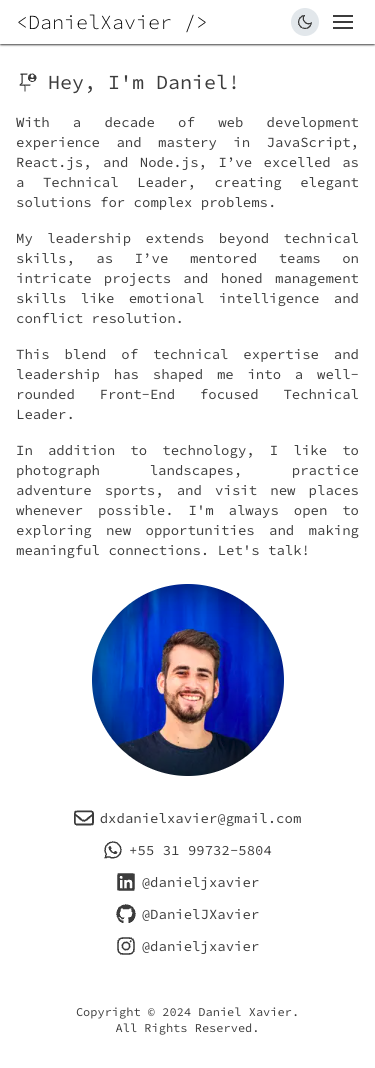 <DanielXavier />
Hey, I'm Daniel!
With a decade of web development
experience and mastery in JavaScript,
React.js, and Node.js, I’ve excelled as
a Technical Leader, creating elegant
solutions for complex problems.
My leadership extends beyond technical
skills, as I’ve mentored teams on
intricate projects and honed management
skills like emotional intelligence and
conflict resolution.
This blend of technical expertise and
leadership has shaped me into a well-
rounded Front-End focused Technical
Leader.
In addition to technology, I like to
photograph landscapes, practice
adventure sports, and visit new places
whenever possible. I'm always open to
exploring new opportunities and making
meaningful connections. Let's talk!
dxdanielxavier@gmail.com
+55 31 99732-5804
@danieljxavier
@DanielJXavier
@danieljxavier
Copyright © 2024 Daniel Xavier.
All Rights Reserved.